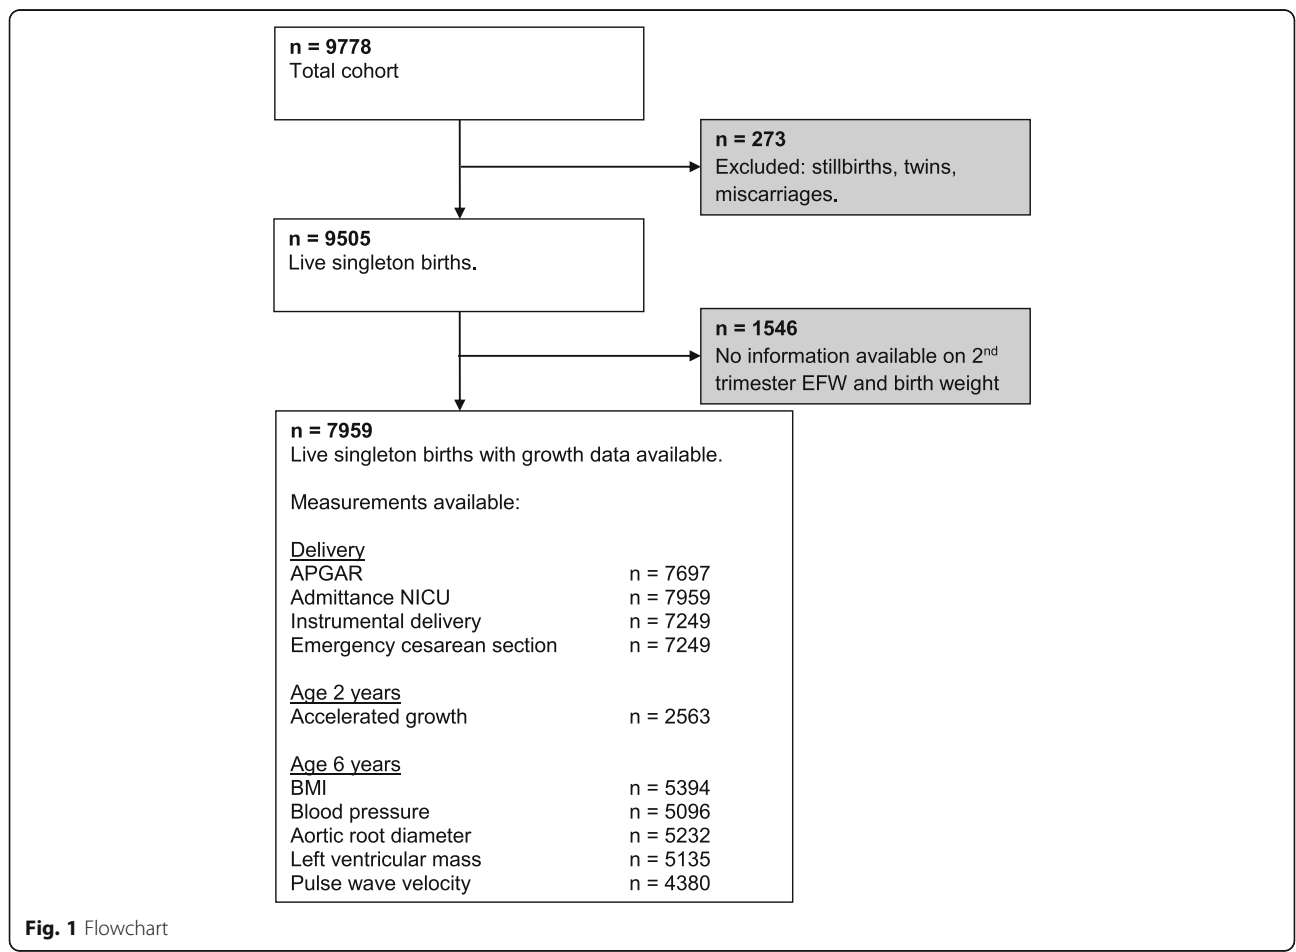 n = 9778
Total cohort
n = 273
Excluded: stillbirths, twins,
miscarriages.
n = 9505
Live singleton births.
n = 1546
No information available on 2nd
trimester EFW and birth weight
n = 7959
Live singleton births with growth data available.
Measurements available:
Delivery
APGAR n = 7697
Admittance NICU n = 7959
Instrumental delivery n = 7249
Emergency cesarean section n = 7249
Age 2 years
Accelerated growth n = 2563
Age 6 years
BMI n = 5394
Blood pressure n = 5096
Aortic root diameter n = 5232
Left ventricular mass n = 5135
Pulse wave velocity n = 4380
Fig. 1 Flowchart